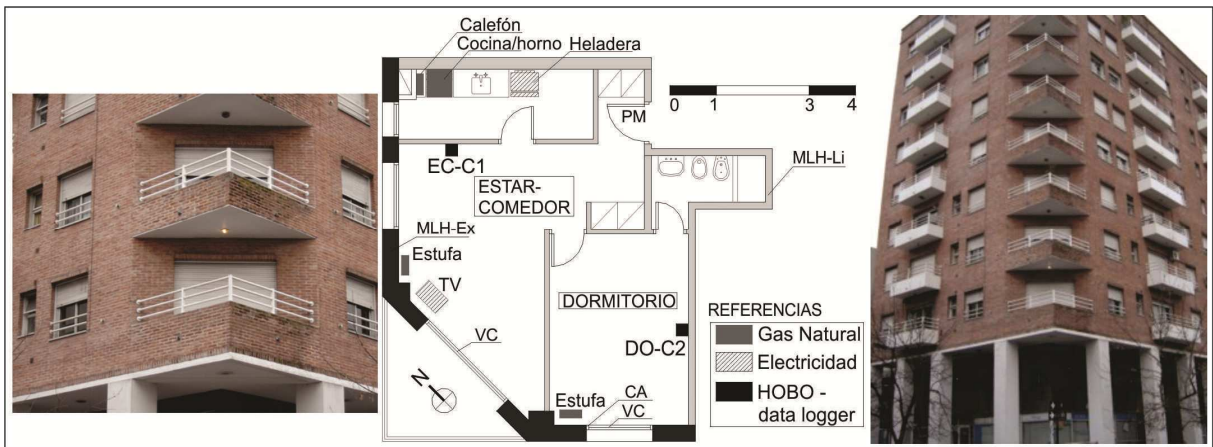 Calefón
Cocina/horno
Heladera
0 1 3 4
PM
EC-C1
MLH-Li
ESTAR-
COMEDOR
MLH-Ex
Estufa
TV
DORMITORIO
REFERENCIAS
Gas Natural
Electricidad
HOBO -
data logger
VC
DO-C2
N
Estufa
CA
VC